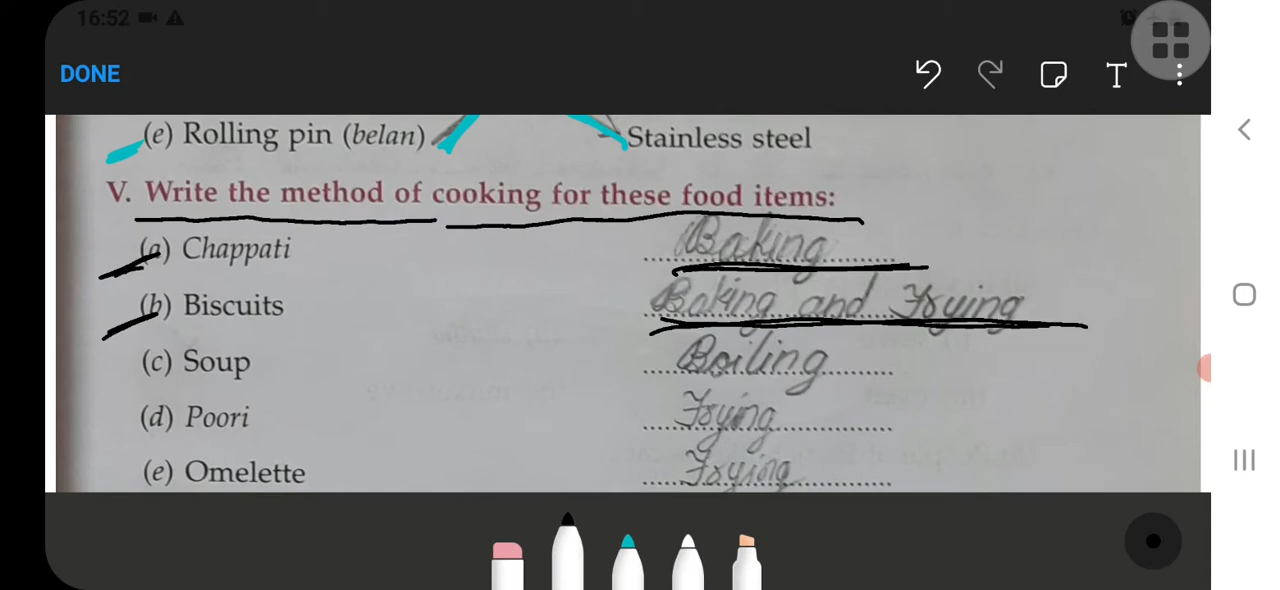 16:52
DONE
T
(e) Rolling pin (belan) Stainless steel
V. Write the method of cooking for these food items:
(a) Chappati Baking
(b) Biscuits Baking and Frying
(c) Soup Boiling
(d) Poori Frying
(e) Omelette Frying